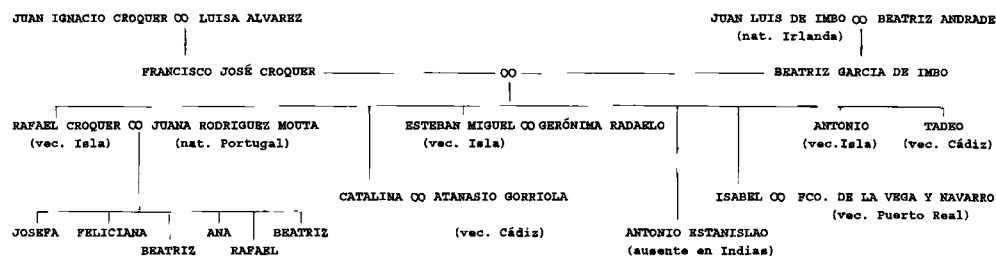 JUAN IGNACIO CROQUER ∞ LUISA ALVAREZ
JUAN LUIS DE IMBO ∞ BEATRIZ ANDRADE
(nat. Irlanda)
FRANCISCO JOSÉ CROQUER ∞ BEATRIZ GARCIA DE IMBO
RAFAEL CROQUER ∞ JUANA RODRIGUEZ MOUTA
(vec. Isla) (nat. Portugal)
ESTEBAN MIGUEL ∞ GERÓNIMA RADAELO
(vec. Isla)
ANTONIO
(vec.Isla)
TADEO
(vec. Cádiz)
CATALINA ∞ ATANASIO GORRIOLA
(vec. Cádiz)
ISABEL ∞ FCO. DE LA VEGA Y NAVARRO
(vec. Puerto Real)
JOSEFA FELICIANA ANA BEATRIZ
BEATRIZ RAFAEL
ANTONIO ESTANISLAO
(ausente en Indias)